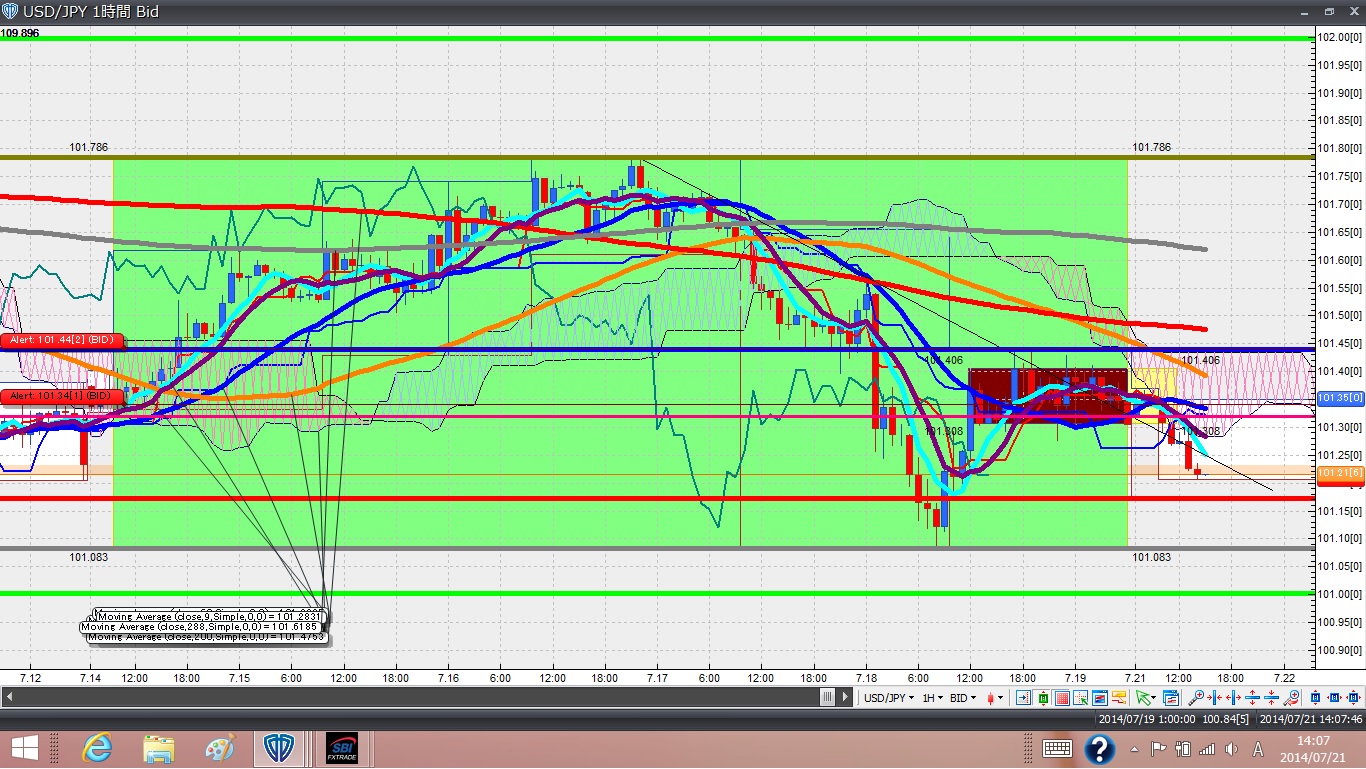 USD/JPY 1時間 Bid
109.896
102.00[0]
101.95[0]
101.90[0]
101.85[0]
101.80[0]
101.75[0]
101.70[0]
101.65[0]
101.60[0]
101.55[0]
101.50[0]
101.45[0]
101.40[0]
101.35[0]
101.30[0]
101.25[0]
101.21[6]
101.15[0]
101.10[0]
101.05[0]
101.00[0]
100.95[0]
100.90[0]
101.786
101.786
Alert: 101.44[2] (BID)
101.406
101.406
Alert: 101.34[1] (BID)
101.308
101.308
101.083
101.083
Moving Average (close,9,Simple,0,0) = 101.2831
Moving Average (close,288,Simple,0,0) = 101.6185
Moving Average (close,200,Simple,0,0) = 101.4753
7.12 7.14 12:00 18:00 7.15 6:00 12:00 18:00 7.16 6:00 12:00 18:00 7.17 6:00 12:00 18:00 7.18 6:00 12:00 18:00 7.19 7.21 12:00 18:00 7.22
USD/JPY 1H BID
2014/07/19 1:00:00 100.84[5] 2014/07/21 14:07:46
SBI
FXTRADE
A
14:07
2014/07/21